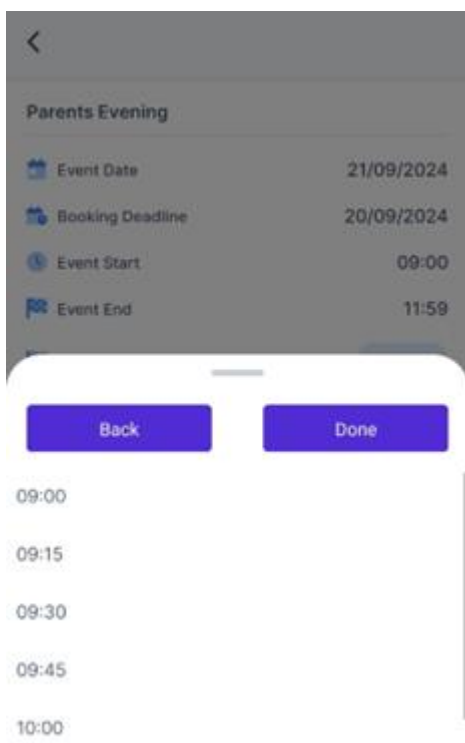 Parents Evening
Event Date 21/09/2024
Booking Deadline 20/09/2024
Event Start 09:00
Event End 11:59
Back Done
09:00
09:15
09:30
09:45
10:00